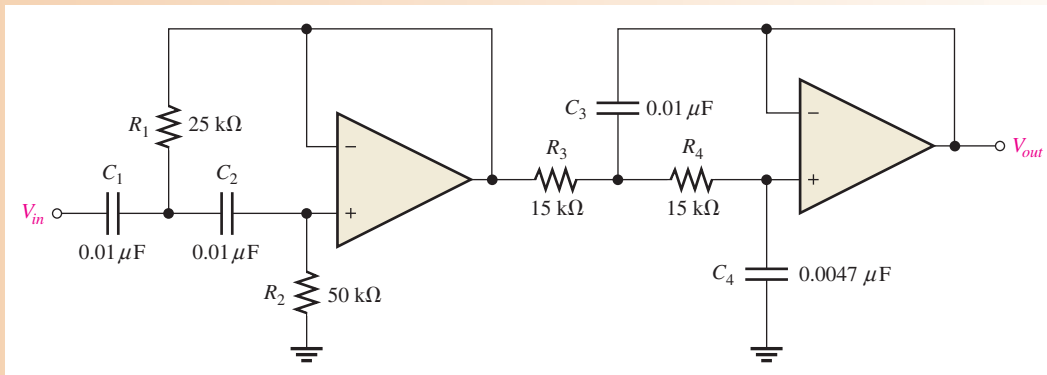 R1 25 kΩ
C1
C2
Vin
0.01 μF
0.01 μF
R2 50 kΩ
−
+
C3 0.01 μF
R3
15 kΩ
R4
15 kΩ
−
+
Vout
C4 0.0047 μF